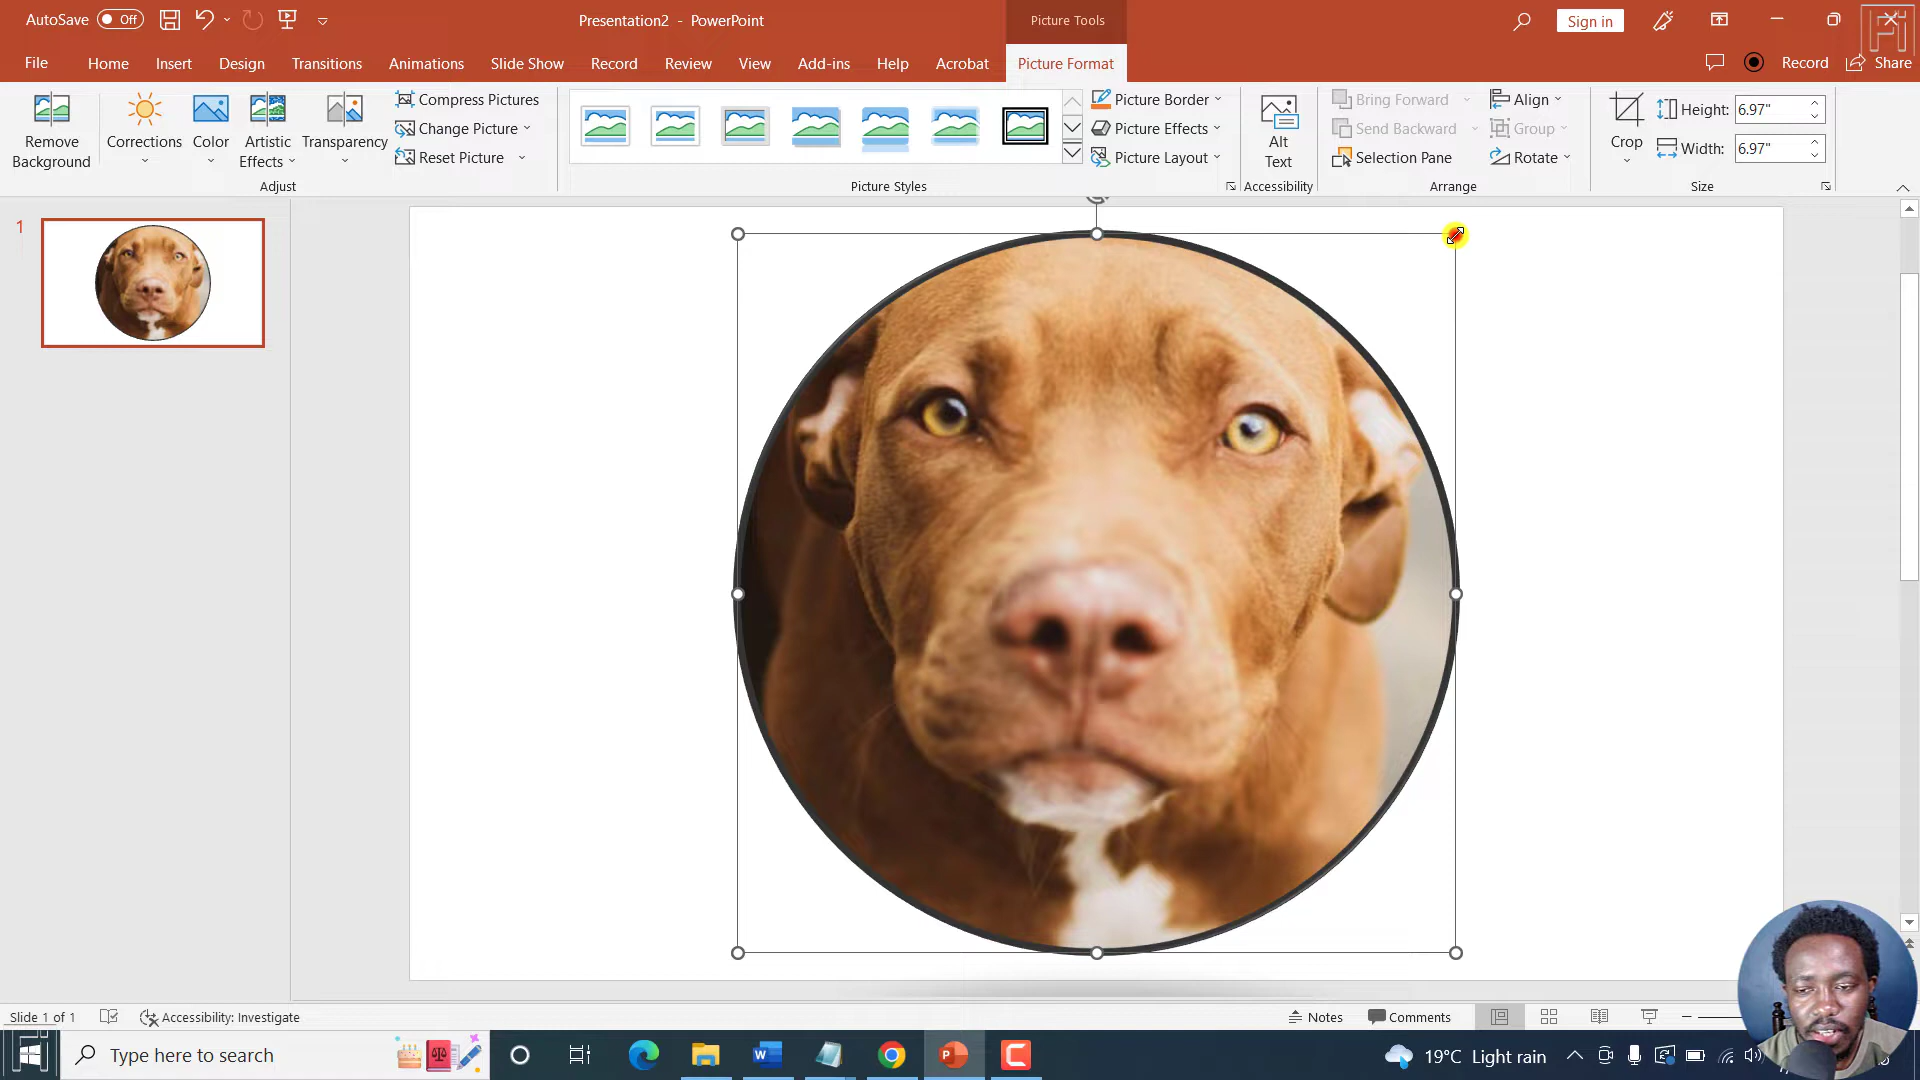 AutoSave Off
Presentation2 - PowerPoint
Picture Tools
Sign in
File Home Insert Design Transitions Animations Slide Show Record Review View Add-ins Help Acrobat Picture Format
Record Share
Remove Background
Corrections
Color
Artistic Effects
Transparency
Compress Pictures
Change Picture
Reset Picture
Adjust
Picture Styles
Picture Border
Picture Effects
Picture Layout
Alt Text
Accessibility
Bring Forward
Send Backward
Selection Pane
Align
Group
Rotate
Arrange
Crop
Height: 6.97"
Width: 6.97"
Size
1
Slide 1 of 1
Accessibility: Investigate
Notes
Comments
Type here to search
19°C Light rain